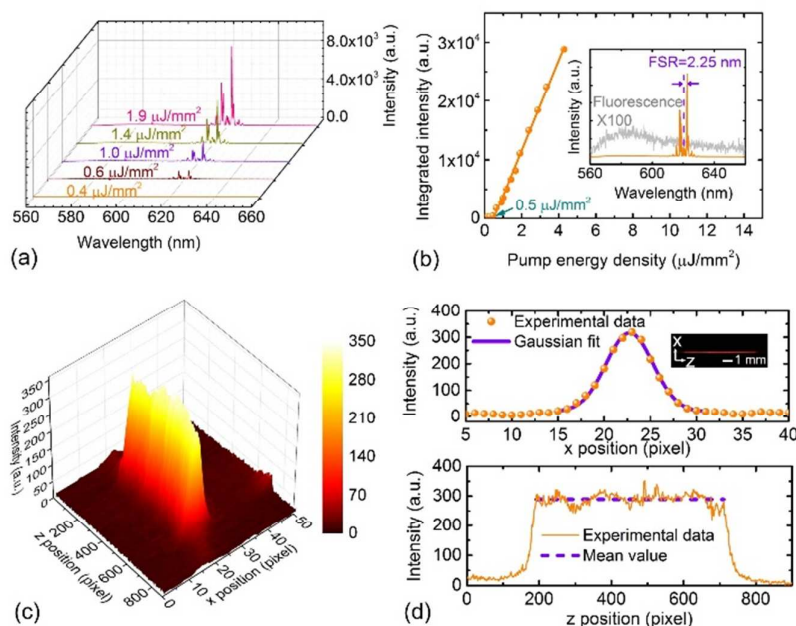 (a)
8.0×10³
4.0×10³
0.0
Intensity (a.u.)
1.9 μJ/mm²
1.4 μJ/mm²
1.0 μJ/mm²
0.6 μJ/mm²
0.4 μJ/mm²
560 580 600 620 640 660
Wavelength (nm)
(b)
3x10⁴
2x10⁴
1x10⁴
0
Integrated intensity (a.u.)
FSR=2.25 nm
Fluorescence
X100
Intensity (a.u.)
560 600 640
Wavelength (nm)
0.5 μJ/mm²
0 2 4 6 8 10 12 14
Pump energy density (μJ/mm²)
(c)
350
300
250
200
150
100
50
0
Intensity (a.u.)
200
400
600
800
z position (pixel)
0
10
20
30
40
50
x position (pixel)
350
280
210
140
70
0
(d)
400
300
200
100
0
Intensity (a.u.)
Experimental data
Gaussian fit
X
Z
1 mm
5 10 15 20 25 30 35 40
x position (pixel)
400
300
200
100
0
Intensity (a.u.)
Experimental data
Mean value
0 200 400 600 800
z position (pixel)